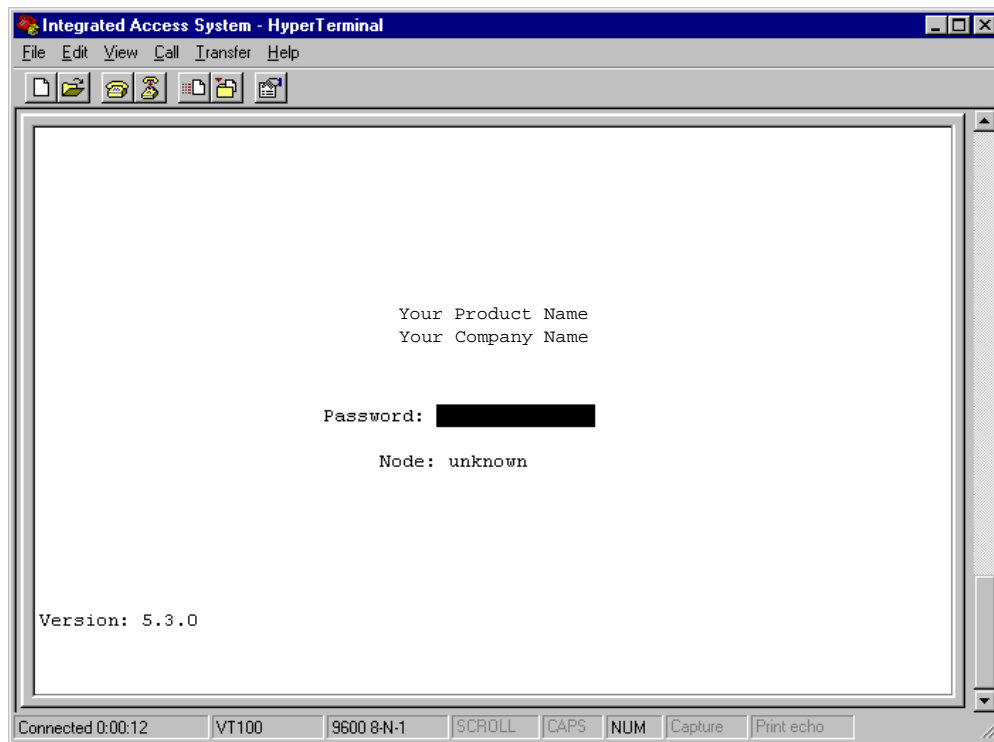 Integrated Access System - HyperTerminal
File Edit View Call Transfer Help
Your Product Name
Your Company Name
Password:
Node: unknown
Version: 5.3.0
Connected 0:00:12 VT100 9600 8-N-1 SCROLL CAPS NUM Capture Print echo